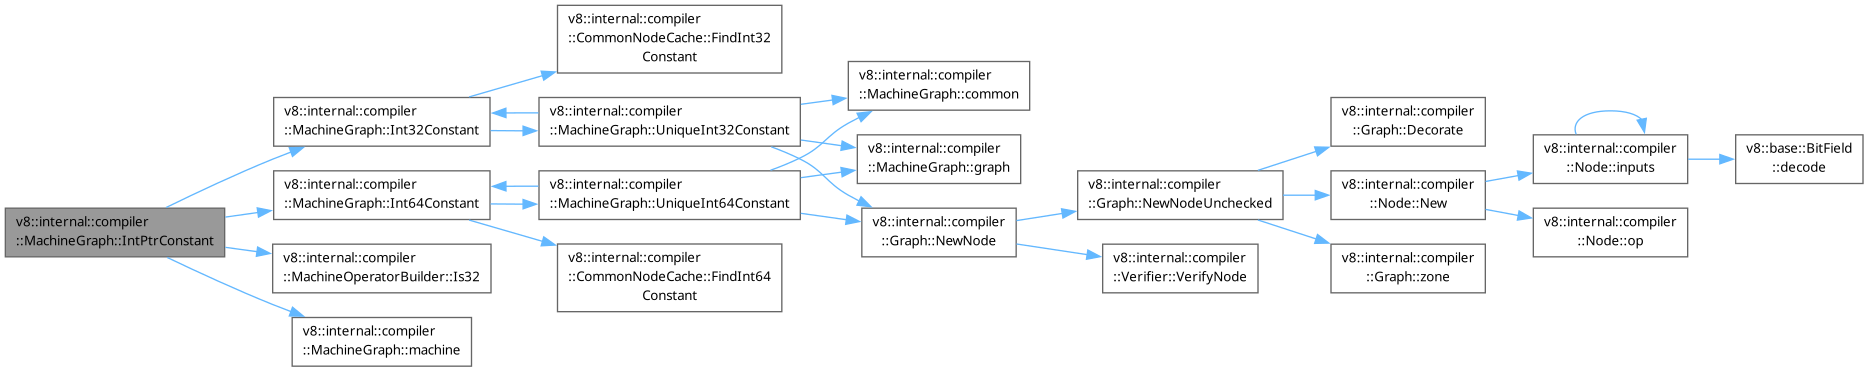 v8::internal::compiler
::MachineGraph::IntPtrConstant
v8::internal::compiler
::MachineGraph::Int32Constant
v8::internal::compiler
::CommonNodeCache::FindInt32
Constant
v8::internal::compiler
::MachineGraph::UniqueInt32Constant
v8::internal::compiler
::MachineGraph::common
v8::internal::compiler
::MachineGraph::graph
v8::internal::compiler
::Graph::NewNode
v8::internal::compiler
::Graph::NewNodeUnchecked
v8::internal::compiler
::Graph::Decorate
v8::internal::compiler
::Node::New
v8::internal::compiler
::Node::inputs
v8::base::BitField
::decode
v8::internal::compiler
::Node::op
v8::internal::compiler
::Graph::zone
v8::internal::compiler
::Verifier::VerifyNode
v8::internal::compiler
::MachineGraph::Int64Constant
v8::internal::compiler
::MachineGraph::UniqueInt64Constant
v8::internal::compiler
::CommonNodeCache::FindInt64
Constant
v8::internal::compiler
::MachineOperatorBuilder::Is32
v8::internal::compiler
::MachineGraph::machine